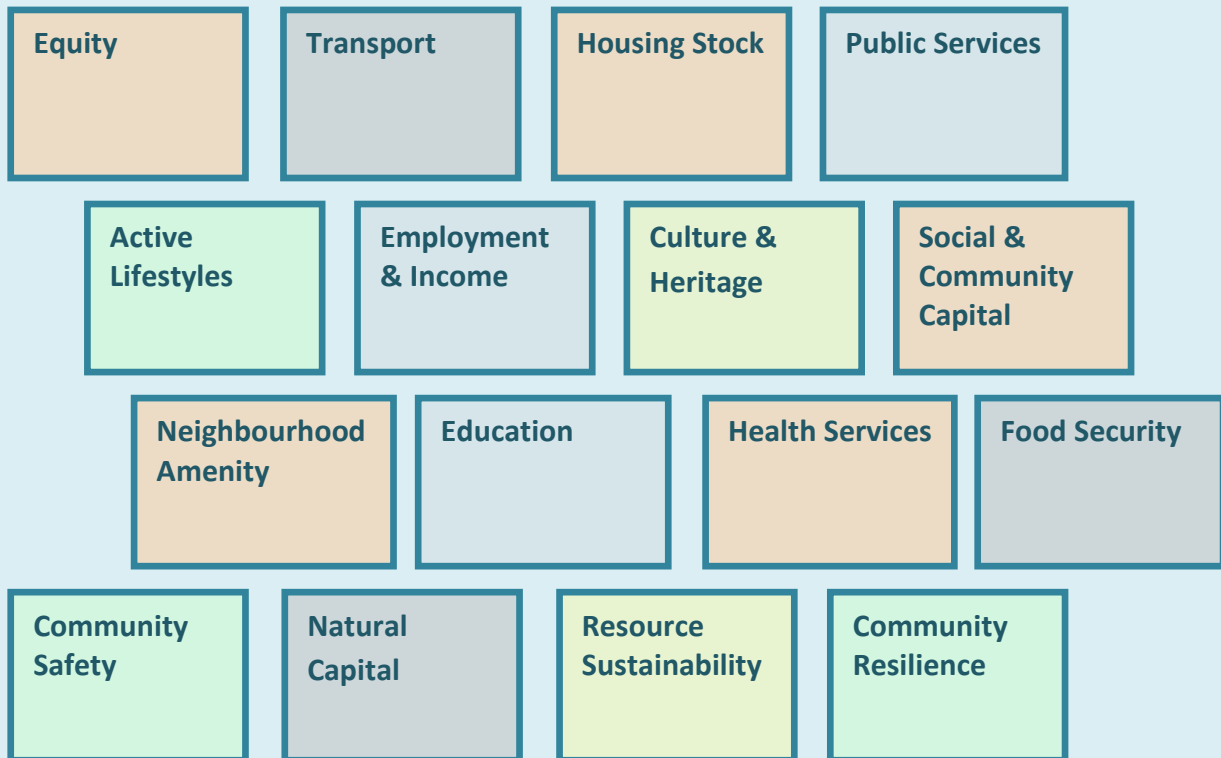 Equity
Transport
Housing Stock
Public Services
Active
Lifestyles
Employment
& Income
Culture &
Heritage
Social &
Community
Capital
Neighbourhood
Amenity
Education
Health Services
Food Security
Community
Safety
Natural
Capital
Resource
Sustainability
Community
Resilience